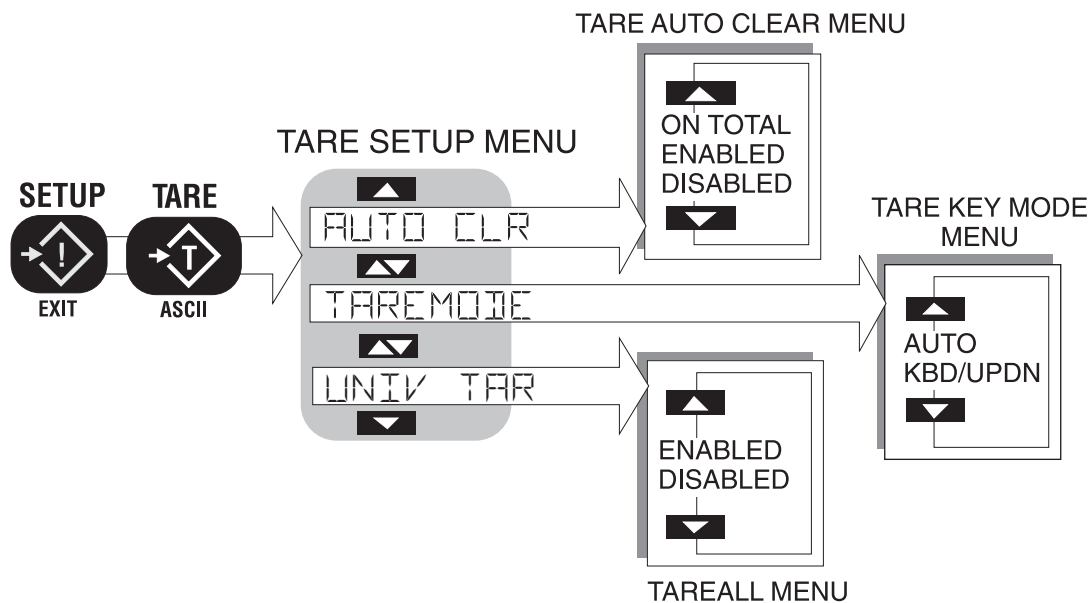 TARE AUTO CLEAR MENU
ON TOTAL
ENABLED
DISABLED
TARE SETUP MENU
SETUP
TARE
!
T
EXIT
ASCII
AUTO CLR
TAREMODE
UNIV TAR
TARE KEY MODE
MENU
AUTO
KBD/UPDN
ENABLED
DISABLED
TAREALL MENU